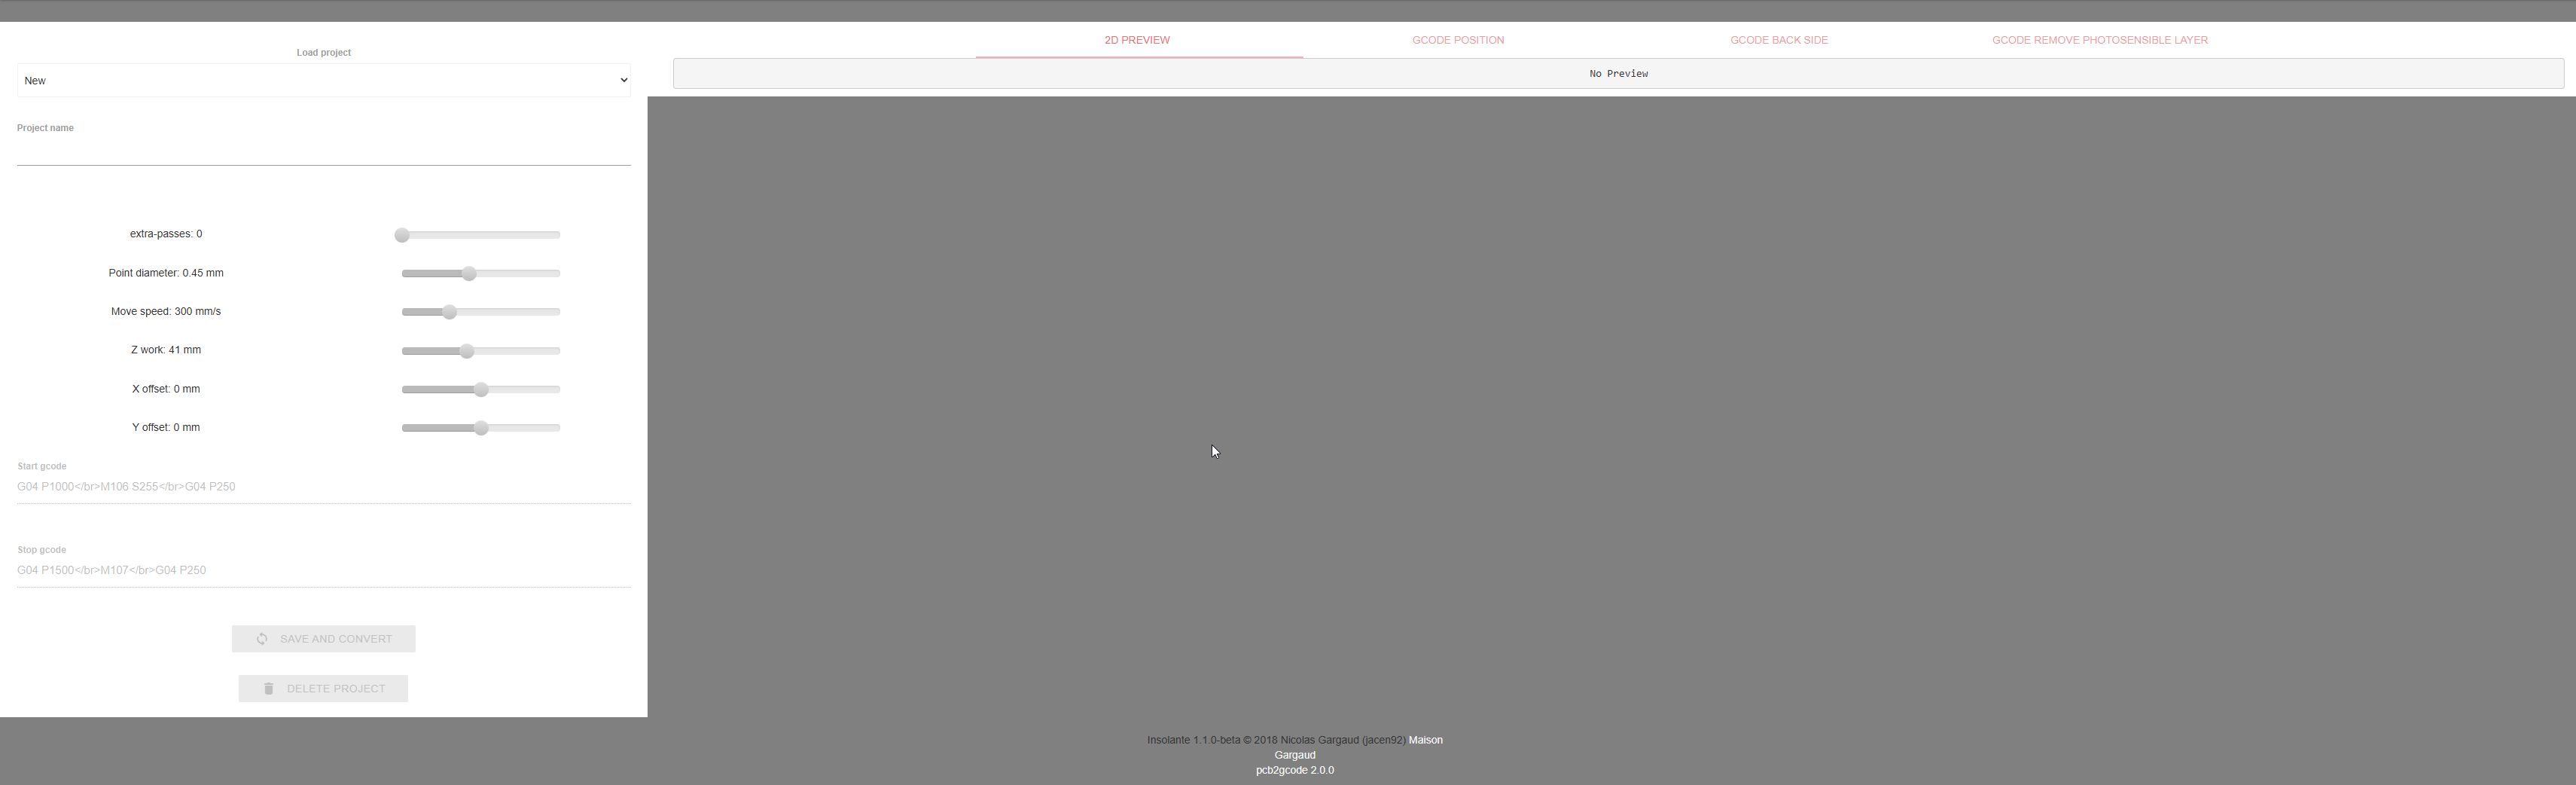 Load project
New
Project name
extra-passes: 0
Point diameter: 0.45 mm
Move speed: 300 mm/s
Z work: 41 mm
X offset: 0 mm
Y offset: 0 mm
Start gcode
G04 P1000</br>M106 S255</br>G04 P250
Stop gcode
G04 P1500</br>M107</br>G04 P250
SAVE AND CONVERT
DELETE PROJECT
2D PREVIEW
GCODE POSITION
GCODE BACK SIDE
GCODE REMOVE PHOTOSENSIBLE LAYER
No Preview
Insolante 1.1.0-beta © 2018 Nicolas Gargaud (jacen92) Maison
Gargaud
pcb2gcode 2.0.0